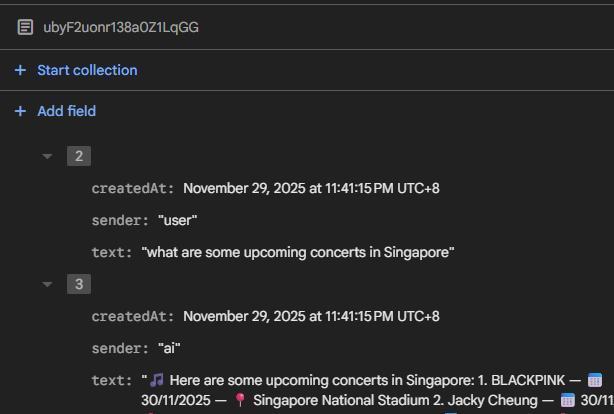 ubyF2uonr138a0Z1LqGG
+ Start collection
+ Add field
2
createdAt: November 29, 2025 at 11:41:15 PM UTC+8
sender: "user"
text: "what are some upcoming concerts in Singapore"
3
createdAt: November 29, 2025 at 11:41:15 PM UTC+8
sender: "ai"
text: "🎵 Here are some upcoming concerts in Singapore: 1. BLACKPINK — 📅
30/11/2025 — 📍 Singapore National Stadium 2. Jacky Cheung — 📅 30/11